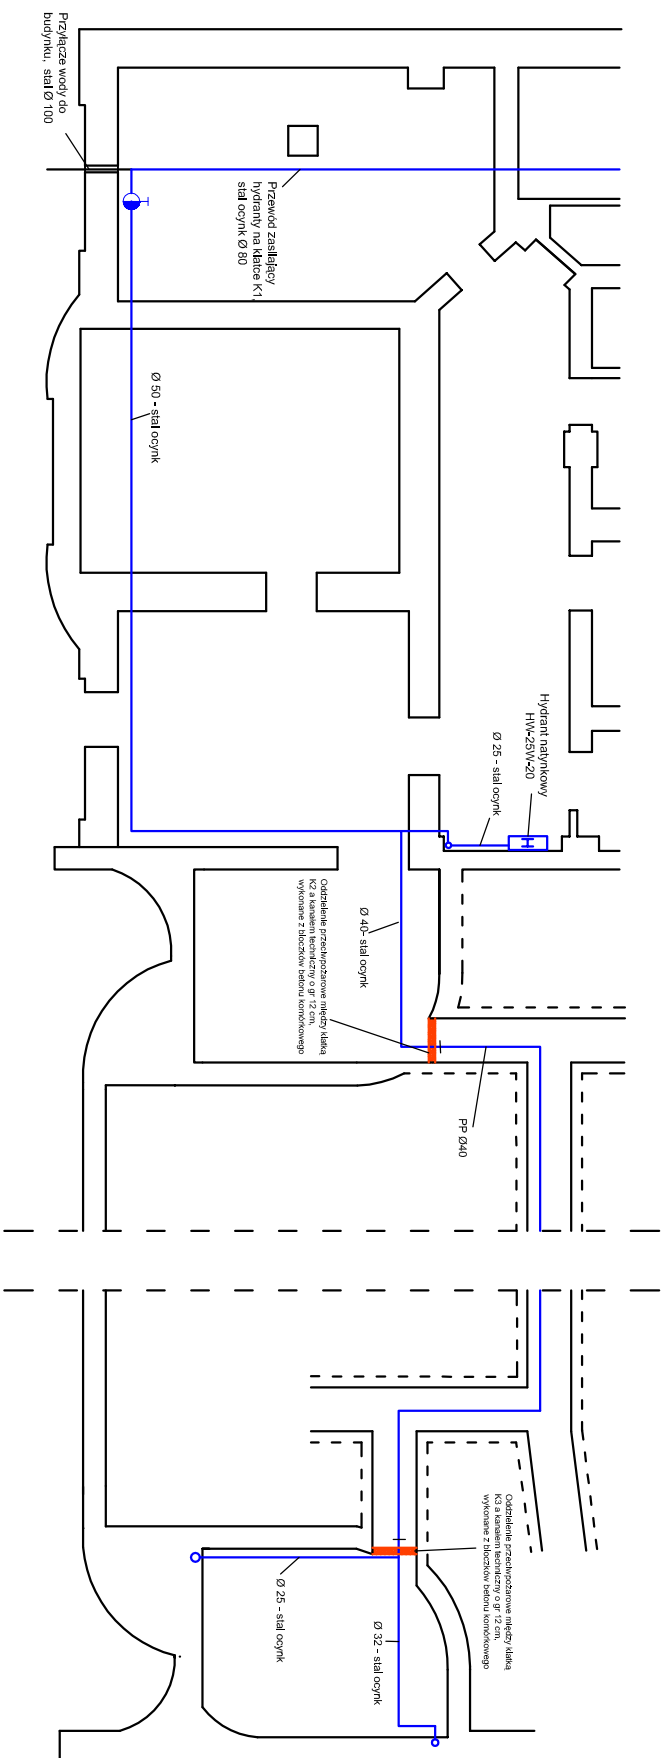 Przyłącze wody do
budynku, stal Ø 100
Przewód zasilający
hydranty na klatce K1,
stal ocynk Ø 80
Ø 50 - stal ocynk
Hydrant natynkowy
HW-25W-20
Ø 25 - stal ocynk
Ø 40- stal ocynk
Oddzielenie przeciwpożarowe między klatką
K2 a kanałem techniczny o gr 12 cm,
wykonane z bloczków betonu komórkowego
PP Ø40
Oddzielenie przeciwpożarowe między klatką
K3 a kanałem techniczny o gr 12 cm,
wykonane z bloczków betonu komórkowego
Ø 25 - stal ocynk
Ø 32 - stal ocynk